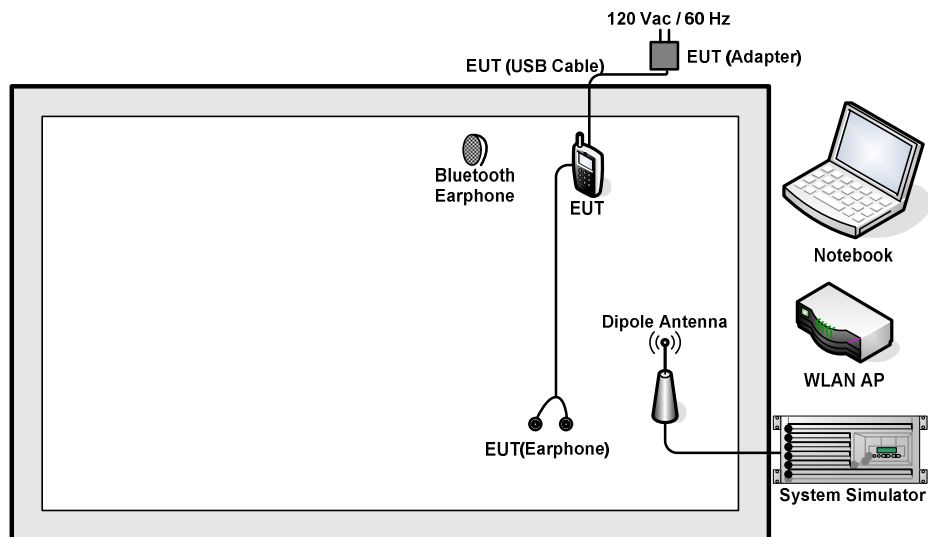 120 Vac / 60 Hz
EUT (USB Cable)
EUT (Adapter)
Bluetooth
Earphone
EUT
Notebook
Dipole Antenna
WLAN AP
EUT(Earphone)
System Simulator